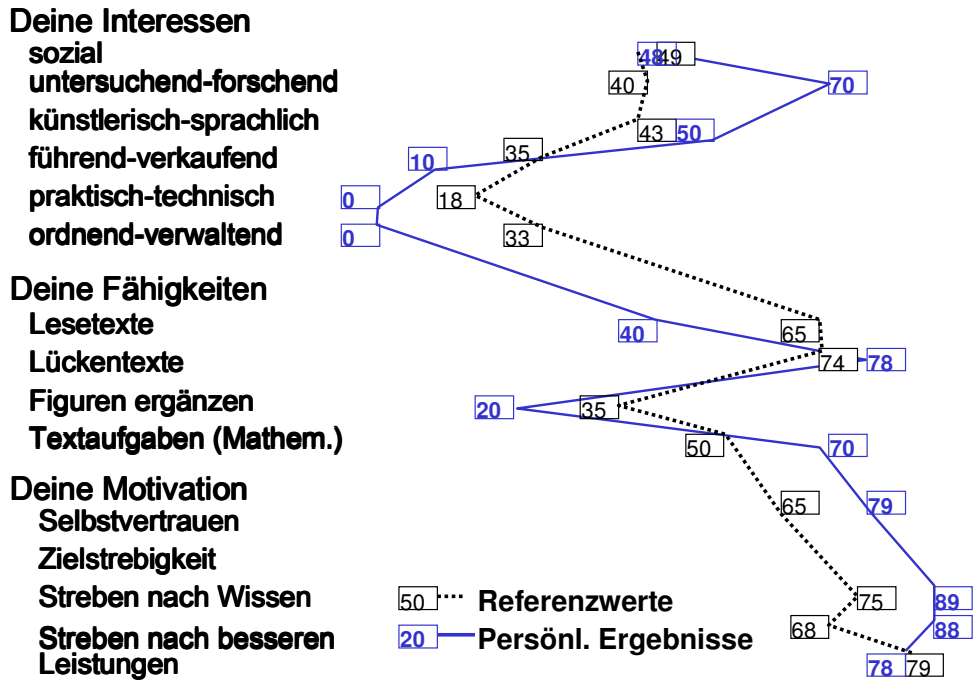 Deine Interessen
sozial 48 49
untersuchend-forschend 40 70
künstlerisch-sprachlich 43 50
führend-verkaufend 10 35
praktisch-technisch 0 18
ordnend-verwaltend 0 33
Deine Fähigkeiten
Lesetexte 40 65
Lückentexte 74 78
Figuren ergänzen 20 35
Textaufgaben (Mathem.) 50 70
Deine Motivation
Selbstvertrauen 65 79
Zielstrebigkeit
Streben nach Wissen 50 Referenzwerte 75 89
Streben nach besseren 20 Persönl. Ergebnisse 68 88
Leistungen 78 79